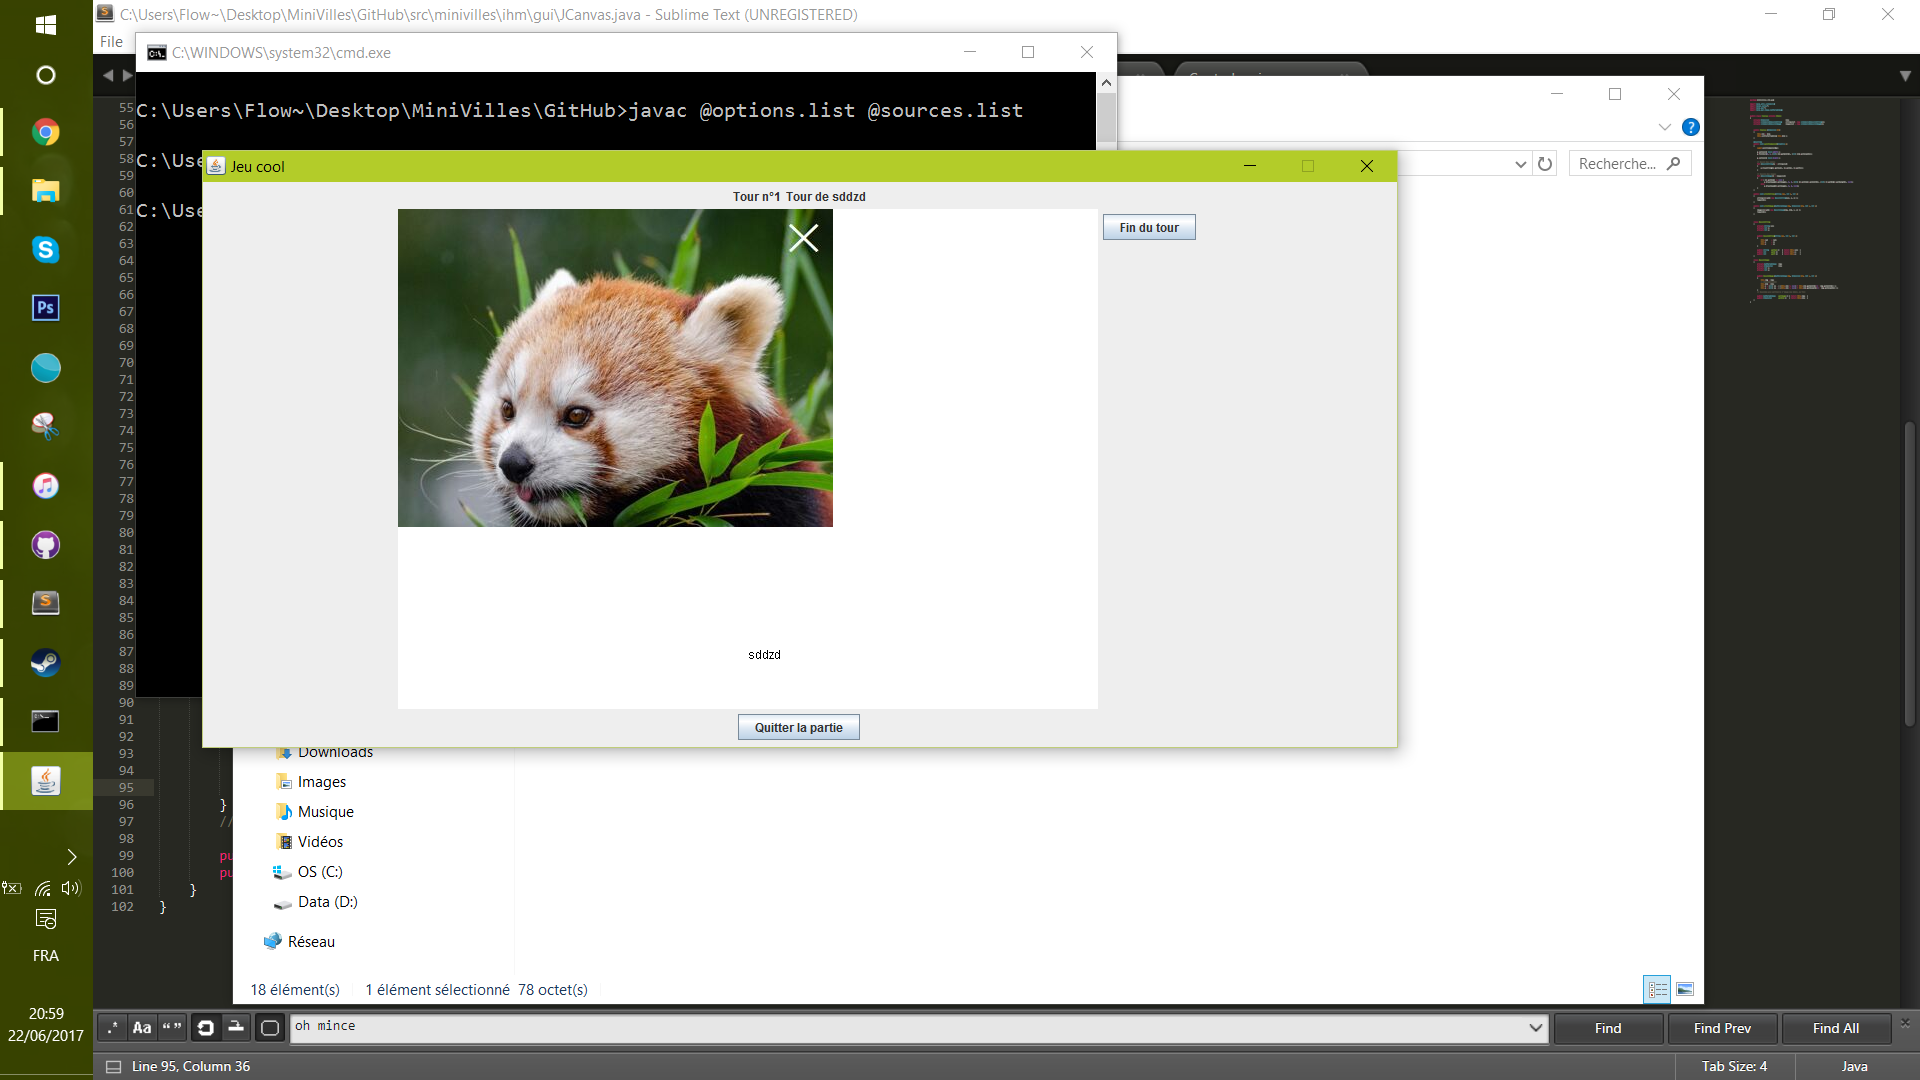 C:\Users\Flow~\Desktop\MiniVilles\GitHub\src\minivilles\ihm\gui\JCanvas.java - Sublime Text (UNREGISTERED)
File
C:\WINDOWS\system32\cmd.exe
C:\Users\Flow~\Desktop\MiniVilles\GitHub>javac @options.list @sources.list
C:\Use
C:\Use
Jeu cool
Recherche...
Tour n°1 Tour de sddzd
Fin du tour
sddzd
Quitter la partie
55
56
57
58
59
60
61
62
63
64
65
66
67
68
69
70
71
72
73
74
75
76
77
78
79
80
81
82
83
84
85
86
87
88
89
90
91
92
93
94
95
96 }
97 //
98
99 pu
100 pu
101 }
102 }
Downloads
Images
Musique
Vidéos
OS (C:)
Data (D:)
Réseau
18 élément(s) 1 élément sélectionné 78 octet(s)
Ps
FRA
20:59
22/06/2017
.* Aa “ ” oh mince Find Find Prev Find All
Line 95, Column 36 Tab Size: 4 Java